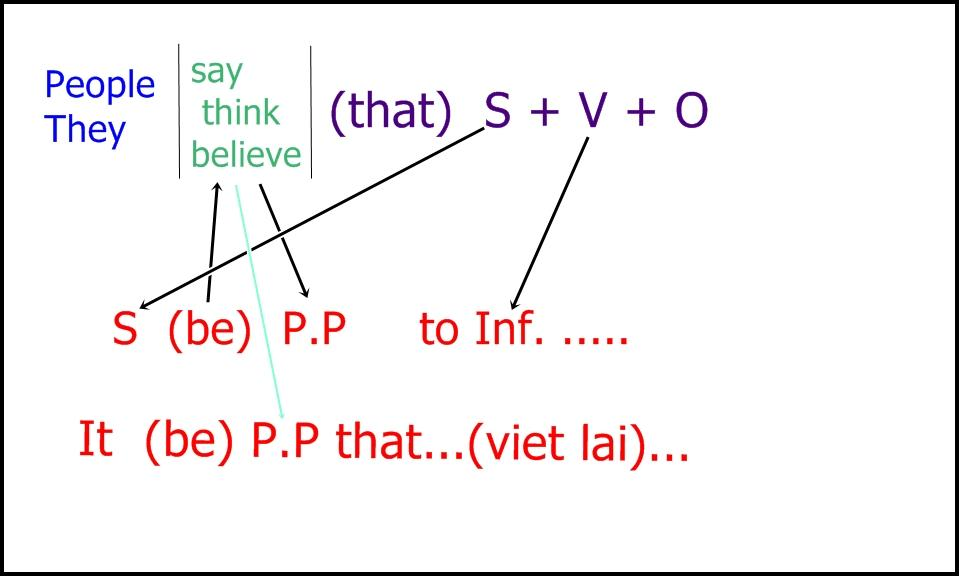 People
They
say
think
believe
(that) S + V + O
S (be) P.P to Inf. .....
It (be) P.P that...(viet lai)...